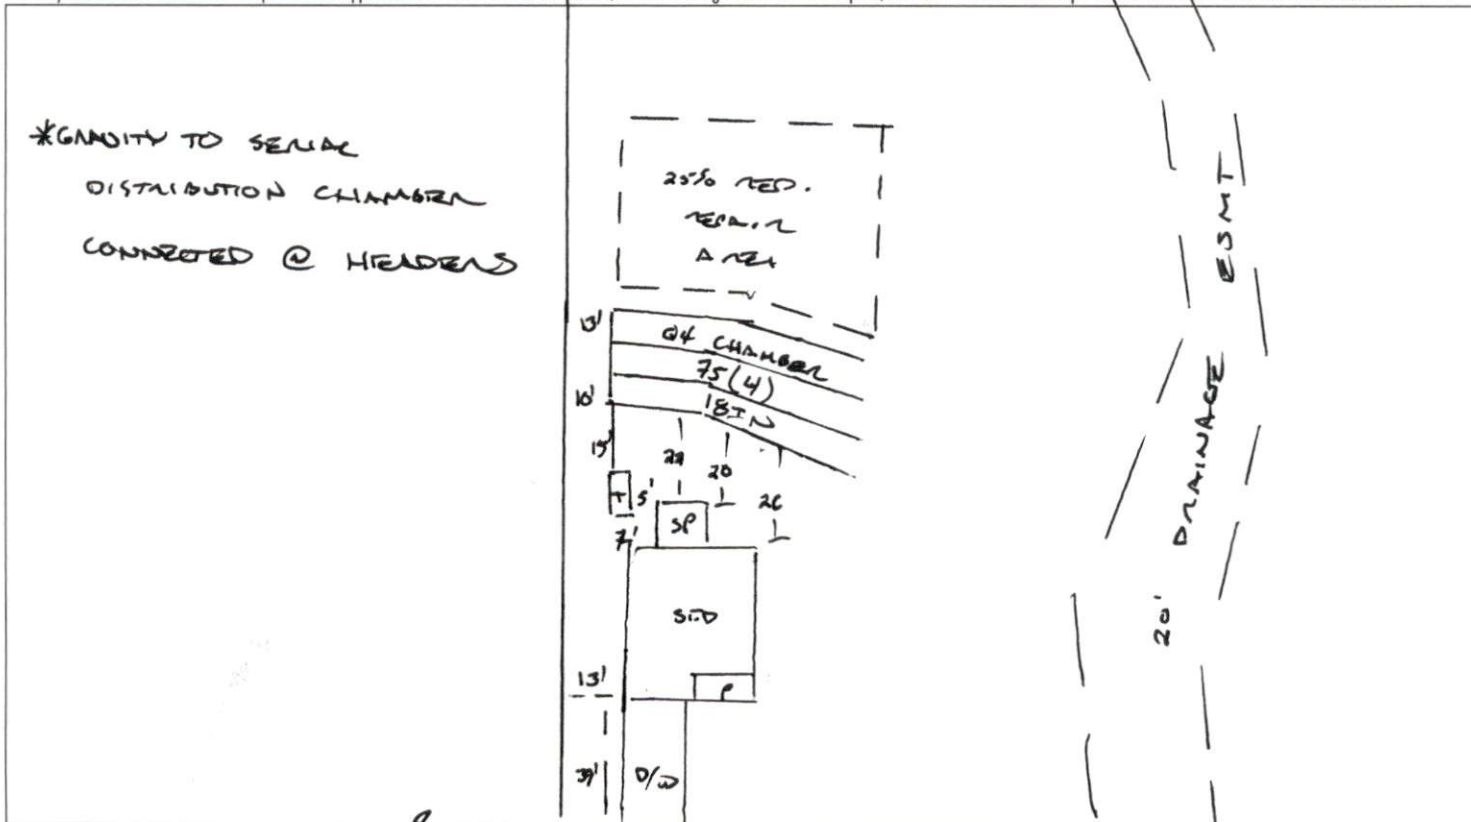 *GRAVITY TO SERIAL
DISTRIBUTION CHAMBER
CONNECTED @ HEADERS
25% RED.
REPAIR
AREA
13'
Q4 CHAMBER
75 (4)
10'
18IN
15'
22
20
26
T
5'
SP
7'
SFD
13'
P
39'
D/W
20' DRAINAGE ESMT